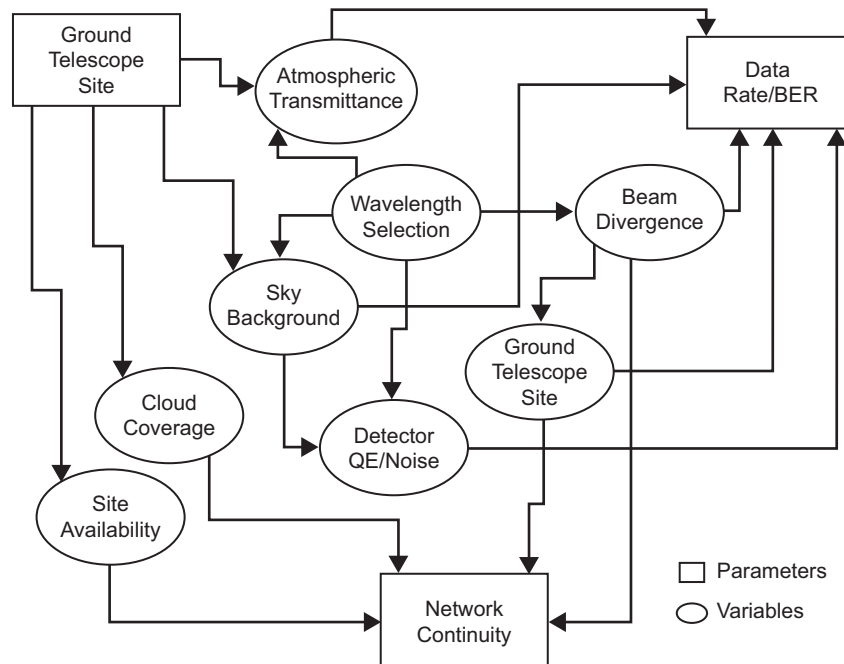 Ground
Telescope
Site
Atmospheric
Transmittance
Data
Rate/BER
Wavelength
Selection
Beam
Divergence
Sky
Background
Ground
Telescope
Site
Cloud
Coverage
Detector
QE/Noise
Site
Availability
Network
Continuity
Parameters
Variables